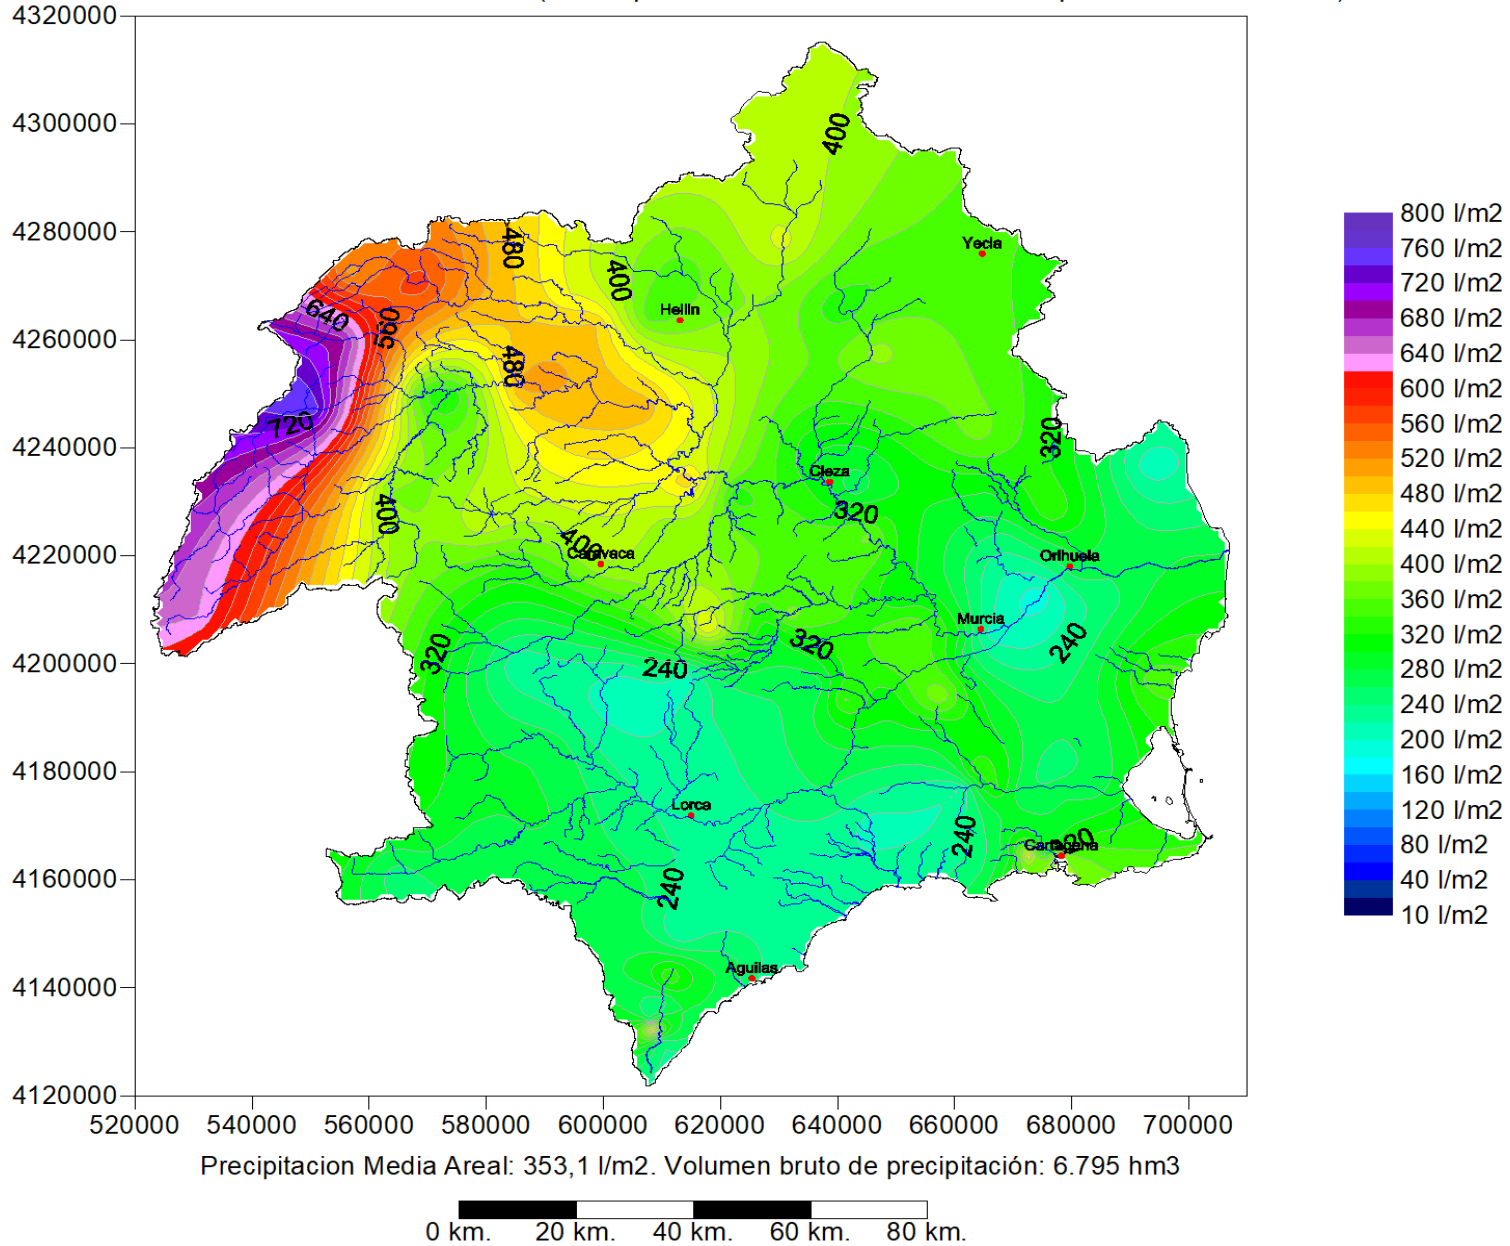 4320000
4300000
4280000
4260000
4240000
4220000
4200000
4180000
4160000
4140000
4120000
520000 540000 560000 580000 600000 620000 640000 660000 680000 700000
400
Yecla
480
400
Hellin
640
560
480
720
320
Cieza
320
400
400
Caravaca
Orihuela
Murcia
320
240
320
240
Lorca
240
320
Cartagena
240
Aguilas
800 l/m2
760 l/m2
720 l/m2
680 l/m2
640 l/m2
600 l/m2
560 l/m2
520 l/m2
480 l/m2
440 l/m2
400 l/m2
360 l/m2
320 l/m2
280 l/m2
240 l/m2
200 l/m2
160 l/m2
120 l/m2
80 l/m2
40 l/m2
10 l/m2
Precipitacion Media Areal: 353,1 l/m2. Volumen bruto de precipitación: 6.795 hm3
0 km. 20 km. 40 km. 60 km. 80 km.